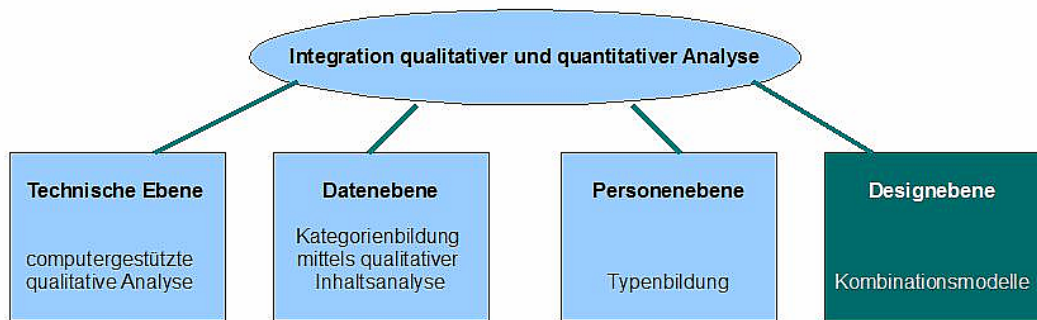 Integration qualitativer und quantitativer Analyse
Technische Ebene
computergestützte
qualitative Analyse
Datenebene
Kategorienbildung
mittels qualitativer
Inhaltsanalyse
Personenebene
Typenbildung
Designebene
Kombinationsmodelle